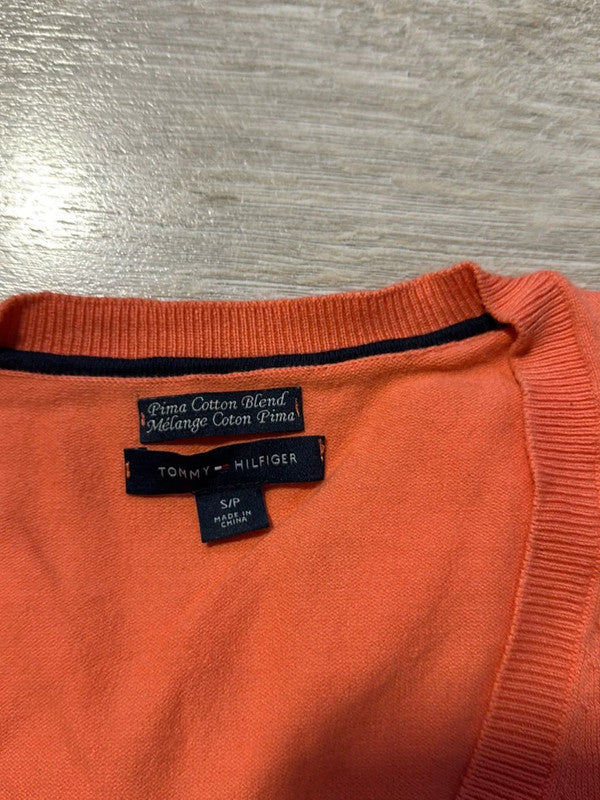 Pima Cotton Blend
Mélange Coton Pima
TOMMY HILFIGER
S/P
MADE IN
CHINA